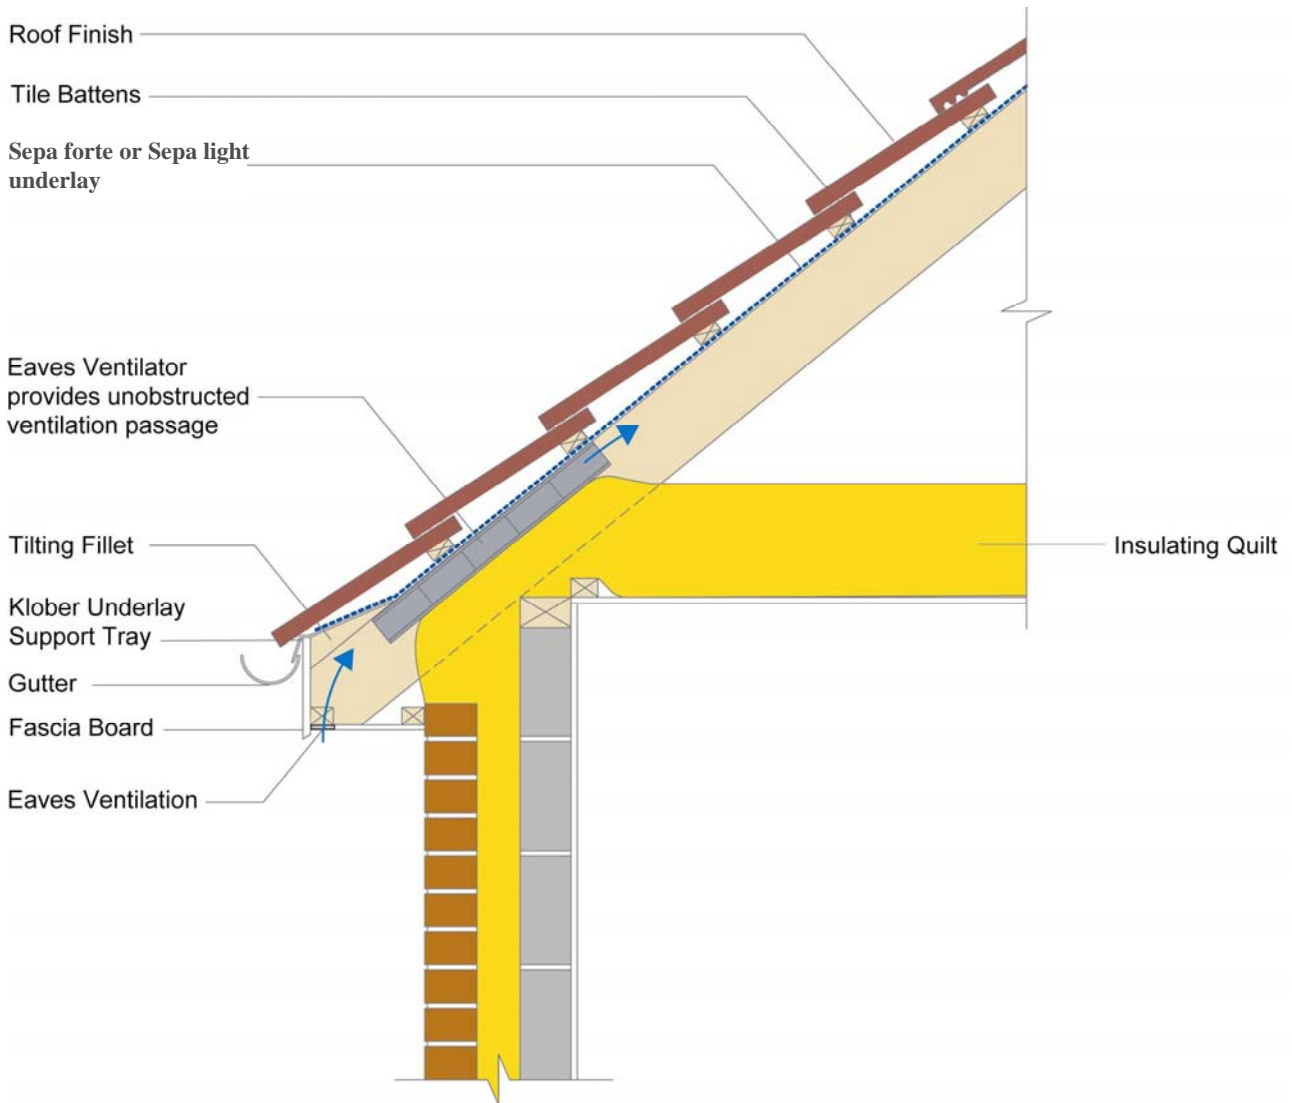 Roof Finish
Tile Battens
Sepa forte or Sepa light
underlay
Eaves Ventilator
provides unobstructed
ventilation passage
Tilting Fillet
Insulating Quilt
Klober Underlay
Support Tray
Gutter
Fascia Board
Eaves Ventilation